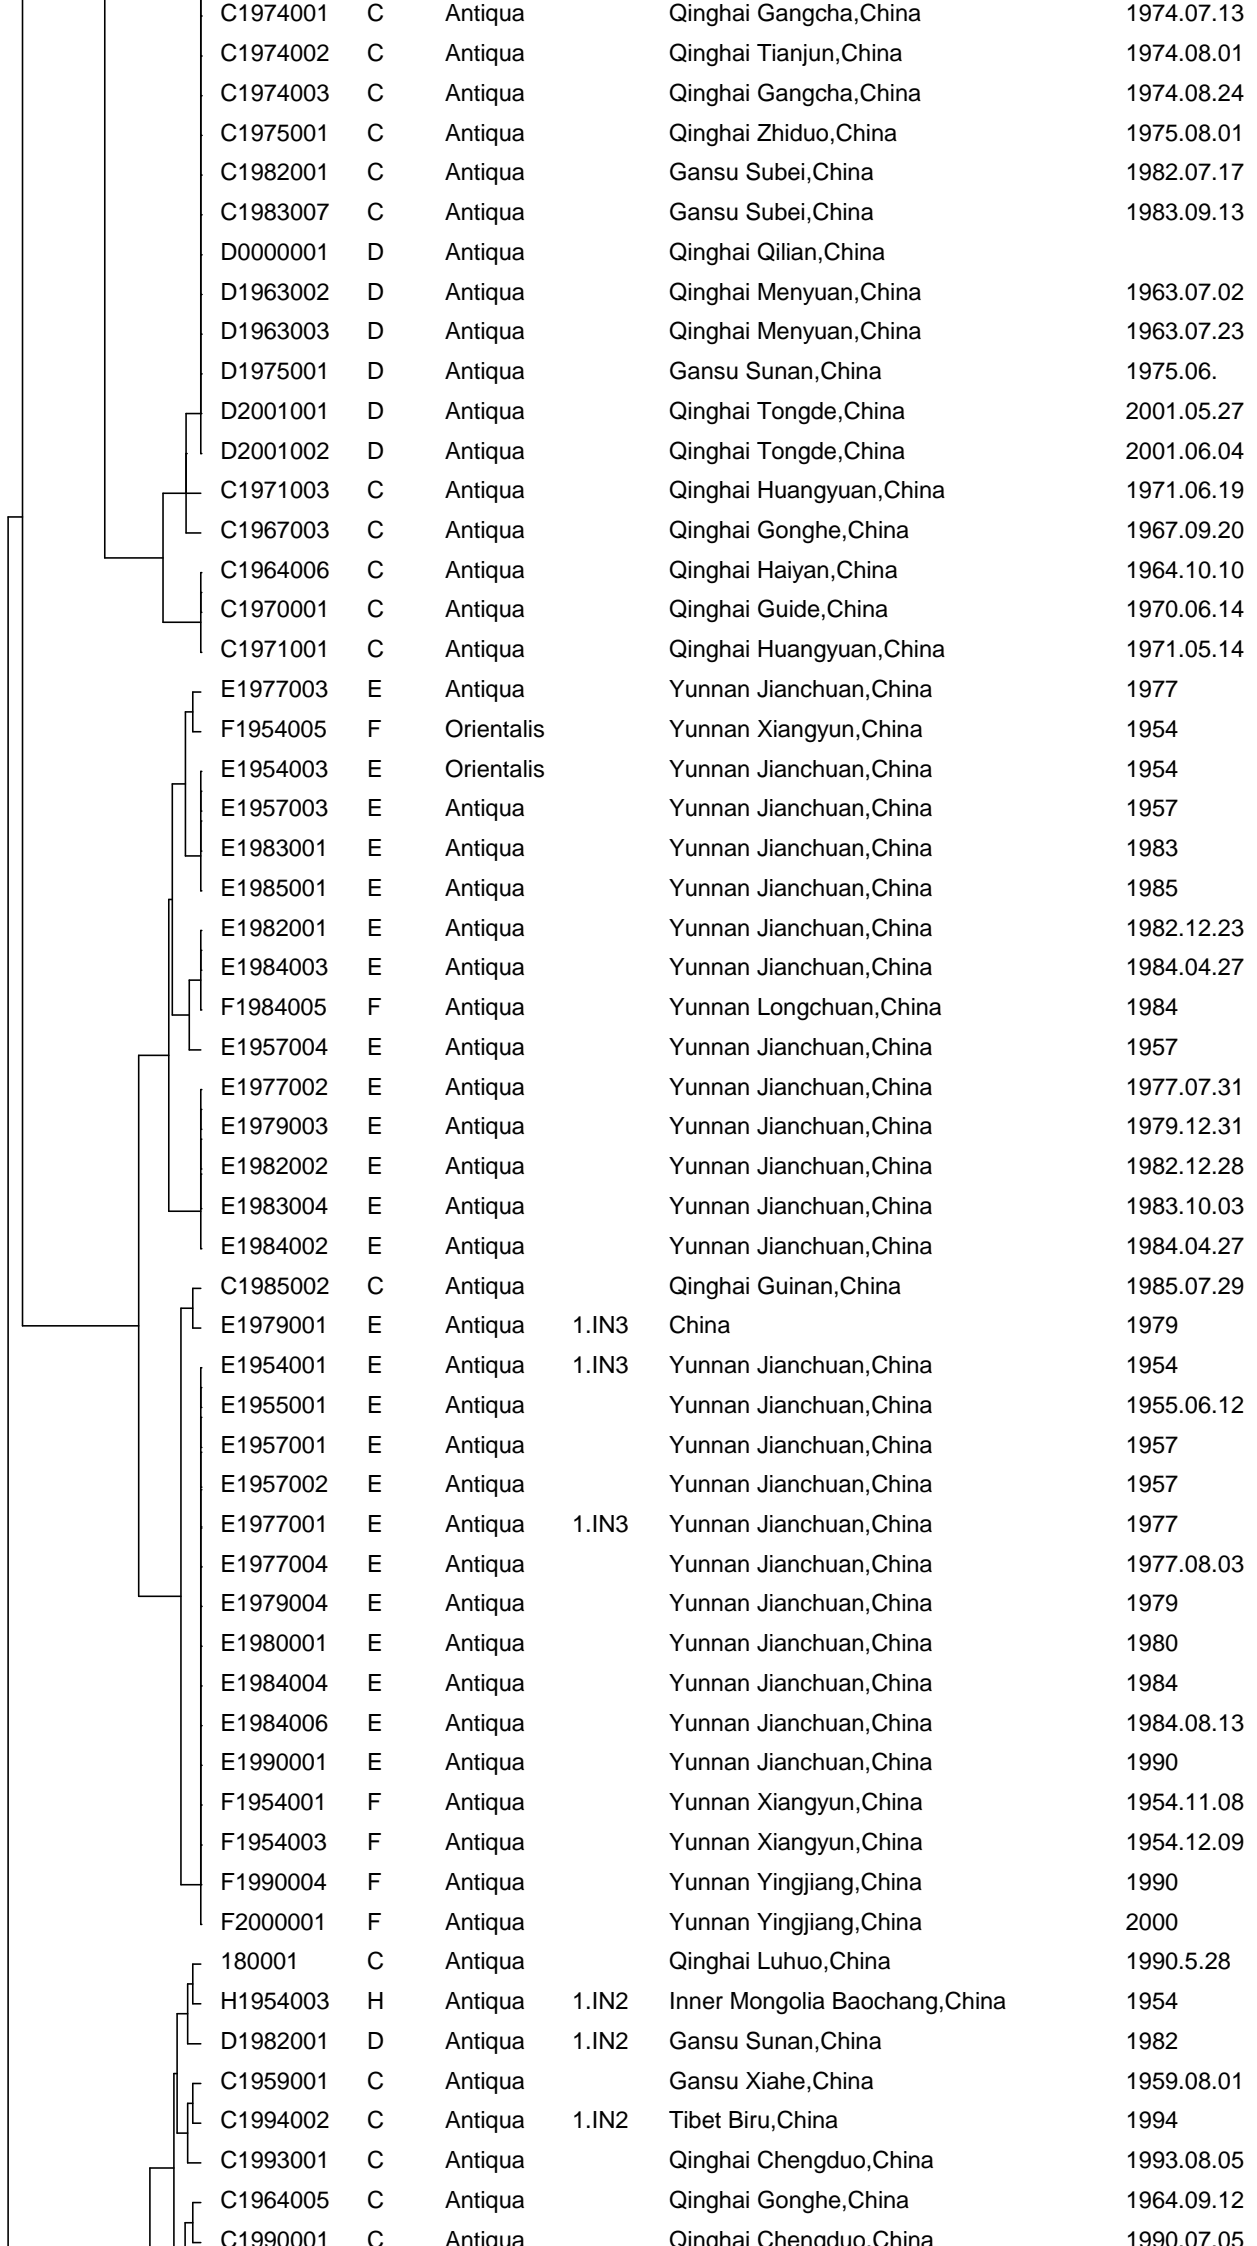 C1974001 C Antiqua Qinghai Gangcha,China 1974.07.13
C1974002 C Antiqua Qinghai Tianjun,China 1974.08.01
C1974003 C Antiqua Qinghai Gangcha,China 1974.08.24
C1975001 C Antiqua Qinghai Zhiduo,China 1975.08.01
C1982001 C Antiqua Gansu Subei,China 1982.07.17
C1983007 C Antiqua Gansu Subei,China 1983.09.13
D0000001 D Antiqua Qinghai Qilian,China
D1963002 D Antiqua Qinghai Menyuan,China 1963.07.02
D1963003 D Antiqua Qinghai Menyuan,China 1963.07.23
D1975001 D Antiqua Gansu Sunan,China 1975.06.
D2001001 D Antiqua Qinghai Tongde,China 2001.05.27
D2001002 D Antiqua Qinghai Tongde,China 2001.06.04
C1971003 C Antiqua Qinghai Huangyuan,China 1971.06.19
C1967003 C Antiqua Qinghai Gonghe,China 1967.09.20
C1964006 C Antiqua Qinghai Haiyan,China 1964.10.10
C1970001 C Antiqua Qinghai Guide,China 1970.06.14
C1971001 C Antiqua Qinghai Huangyuan,China 1971.05.14
E1977003 E Antiqua Yunnan Jianchuan,China 1977
F1954005 F Orientalis Yunnan Xiangyun,China 1954
E1954003 E Orientalis Yunnan Jianchuan,China 1954
E1957003 E Antiqua Yunnan Jianchuan,China 1957
E1983001 E Antiqua Yunnan Jianchuan,China 1983
E1985001 E Antiqua Yunnan Jianchuan,China 1985
E1982001 E Antiqua Yunnan Jianchuan,China 1982.12.23
E1984003 E Antiqua Yunnan Jianchuan,China 1984.04.27
F1984005 F Antiqua Yunnan Longchuan,China 1984
E1957004 E Antiqua Yunnan Jianchuan,China 1957
E1977002 E Antiqua Yunnan Jianchuan,China 1977.07.31
E1979003 E Antiqua Yunnan Jianchuan,China 1979.12.31
E1982002 E Antiqua Yunnan Jianchuan,China 1982.12.28
E1983004 E Antiqua Yunnan Jianchuan,China 1983.10.03
E1984002 E Antiqua Yunnan Jianchuan,China 1984.04.27
C1985002 C Antiqua Qinghai Guinan,China 1985.07.29
E1979001 E Antiqua 1.IN3 China 1979
E1954001 E Antiqua 1.IN3 Yunnan Jianchuan,China 1954
E1955001 E Antiqua Yunnan Jianchuan,China 1955.06.12
E1957001 E Antiqua Yunnan Jianchuan,China 1957
E1957002 E Antiqua Yunnan Jianchuan,China 1957
E1977001 E Antiqua 1.IN3 Yunnan Jianchuan,China 1977
E1977004 E Antiqua Yunnan Jianchuan,China 1977.08.03
E1979004 E Antiqua Yunnan Jianchuan,China 1979
E1980001 E Antiqua Yunnan Jianchuan,China 1980
E1984004 E Antiqua Yunnan Jianchuan,China 1984
E1984006 E Antiqua Yunnan Jianchuan,China 1984.08.13
E1990001 E Antiqua Yunnan Jianchuan,China 1990
F1954001 F Antiqua Yunnan Xiangyun,China 1954.11.08
F1954003 F Antiqua Yunnan Xiangyun,China 1954.12.09
F1990004 F Antiqua Yunnan Yingjiang,China 1990
F2000001 F Antiqua Yunnan Yingjiang,China 2000
180001 C Antiqua Qinghai Luhuo,China 1990.5.28
H1954003 H Antiqua 1.IN2 Inner Mongolia Baochang,China 1954
D1982001 D Antiqua 1.IN2 Gansu Sunan,China 1982
C1959001 C Antiqua Gansu Xiahe,China 1959.08.01
C1994002 C Antiqua 1.IN2 Tibet Biru,China 1994
C1993001 C Antiqua Qinghai Chengduo,China 1993.08.05
C1964005 C Antiqua Qinghai Gonghe,China 1964.09.12
C1990001 C Antiqua Qinghai Chengduo,China 1990.07.05